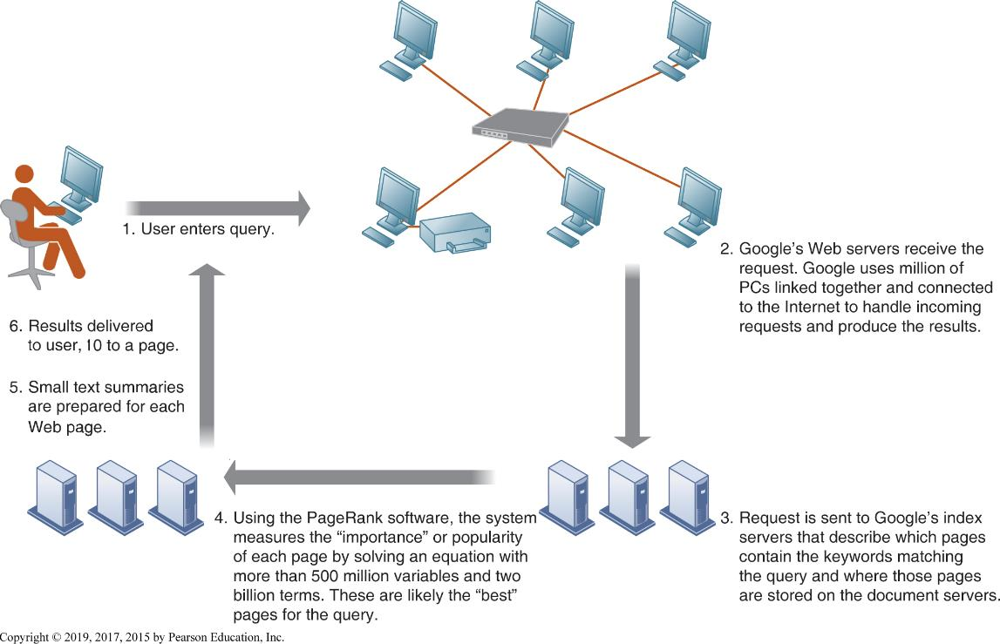 1. User enters query.
2. Google's Web servers receive the
request. Google uses million of
PCs linked together and connected
to the Internet to handle incoming
requests and produce the results.
3. Request is sent to Google's index
servers that describe which pages
contain the keywords matching
the query and where those pages
are stored on the document servers.
4. Using the PageRank software, the system
measures the “importance” or popularity
of each page by solving an equation with
more than 500 million variables and two
billion terms. These are likely the “best”
pages for the query.
5. Small text summaries
are prepared for each
Web page.
6. Results delivered
to user, 10 to a page.
Copyright © 2019, 2017, 2015 by Pearson Education, Inc.